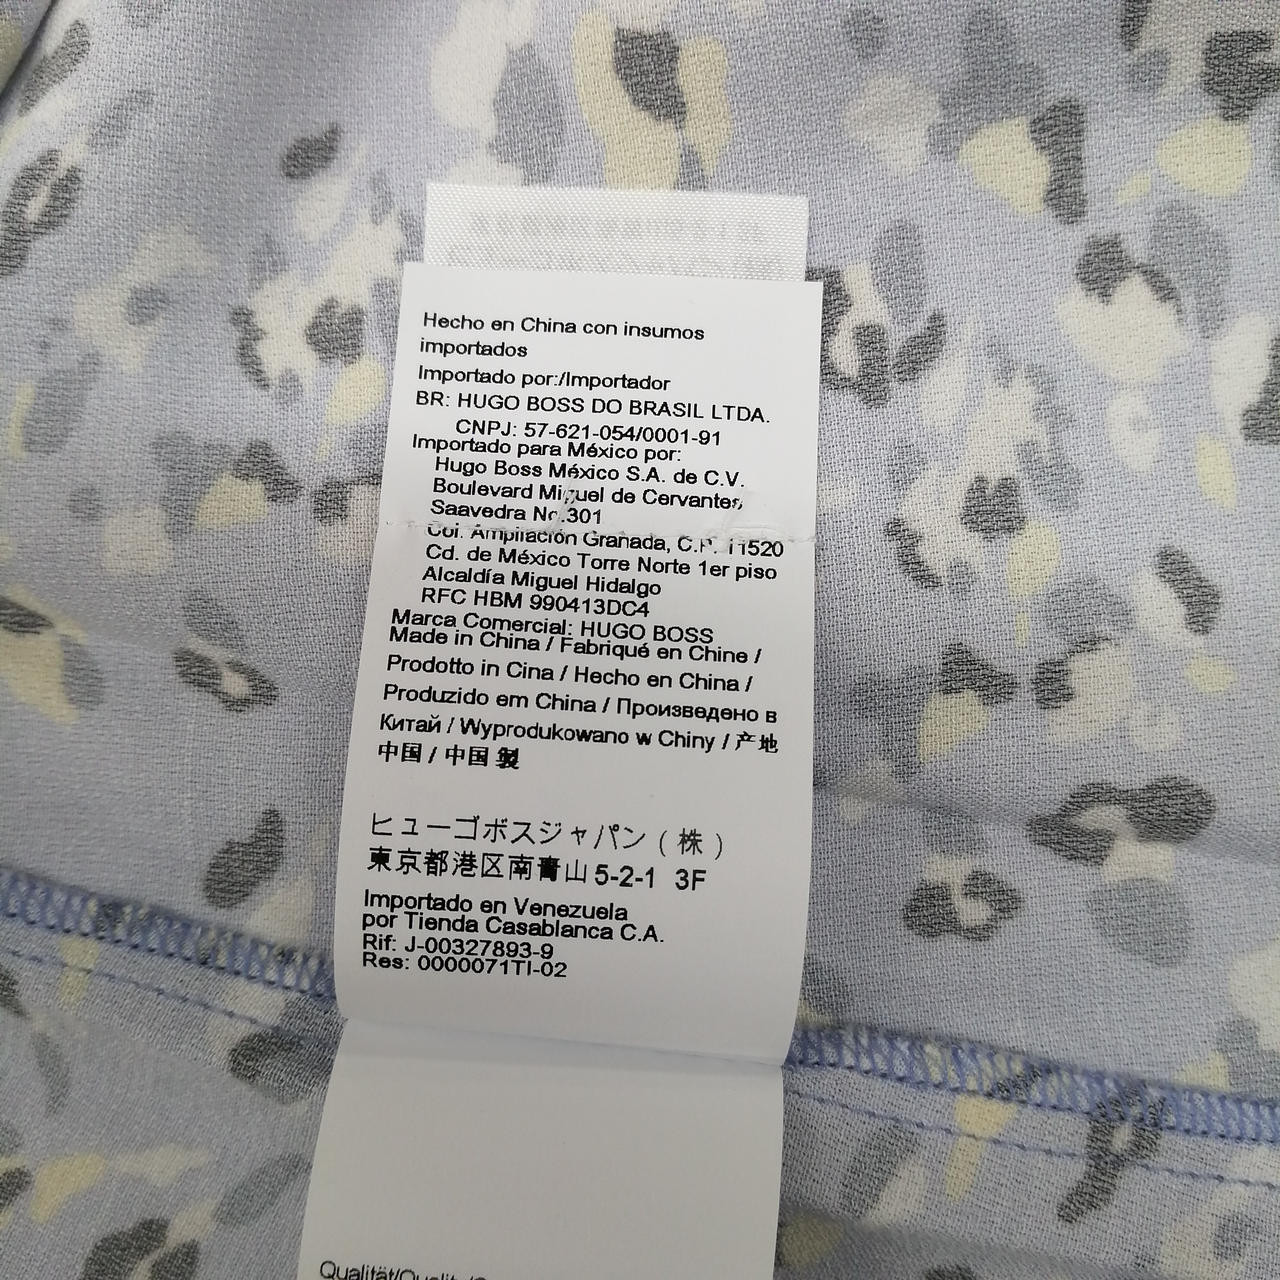 Hecho en China con insumos
importados
Importado por:/Importador
BR: HUGO BOSS DO BRASIL LTDA.
CNPJ: 57-621-054/0001-91
Importado para México por:
Hugo Boss México S.A. de C.V.
Boulevard Miguel de Cervantes
Saavedra No.301
Col. Ampliación Granada, C.P. 11520
Cd. de México Torre Norte 1er piso
Alcaldía Miguel Hidalgo
RFC HBM 990413DC4
Marca Comercial: HUGO BOSS
Made in China / Fabriqué en Chine /
Prodotto in Cina / Hecho en China /
Produzido em China / Произведено в
Китай / Wyprodukowano w Chiny / 产地
中国 / 中国 製
ヒューゴボスジャパン ( 株 )
東京都港区南青山 5-2-1 3F
Importado en Venezuela
por Tienda Casablanca C.A.
Rif: J-00327893-9
Res: 0000071TI-02
Qualität/Quality